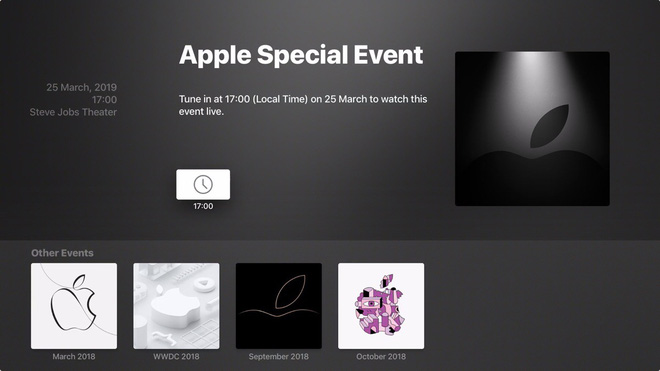 Apple Special Event
25 March, 2019
17:00
Steve Jobs Theater
Tune in at 17:00 (Local Time) on 25 March to watch this
event live.
17:00
Other Events
March 2018
WWDC 2018
September 2018
October 2018